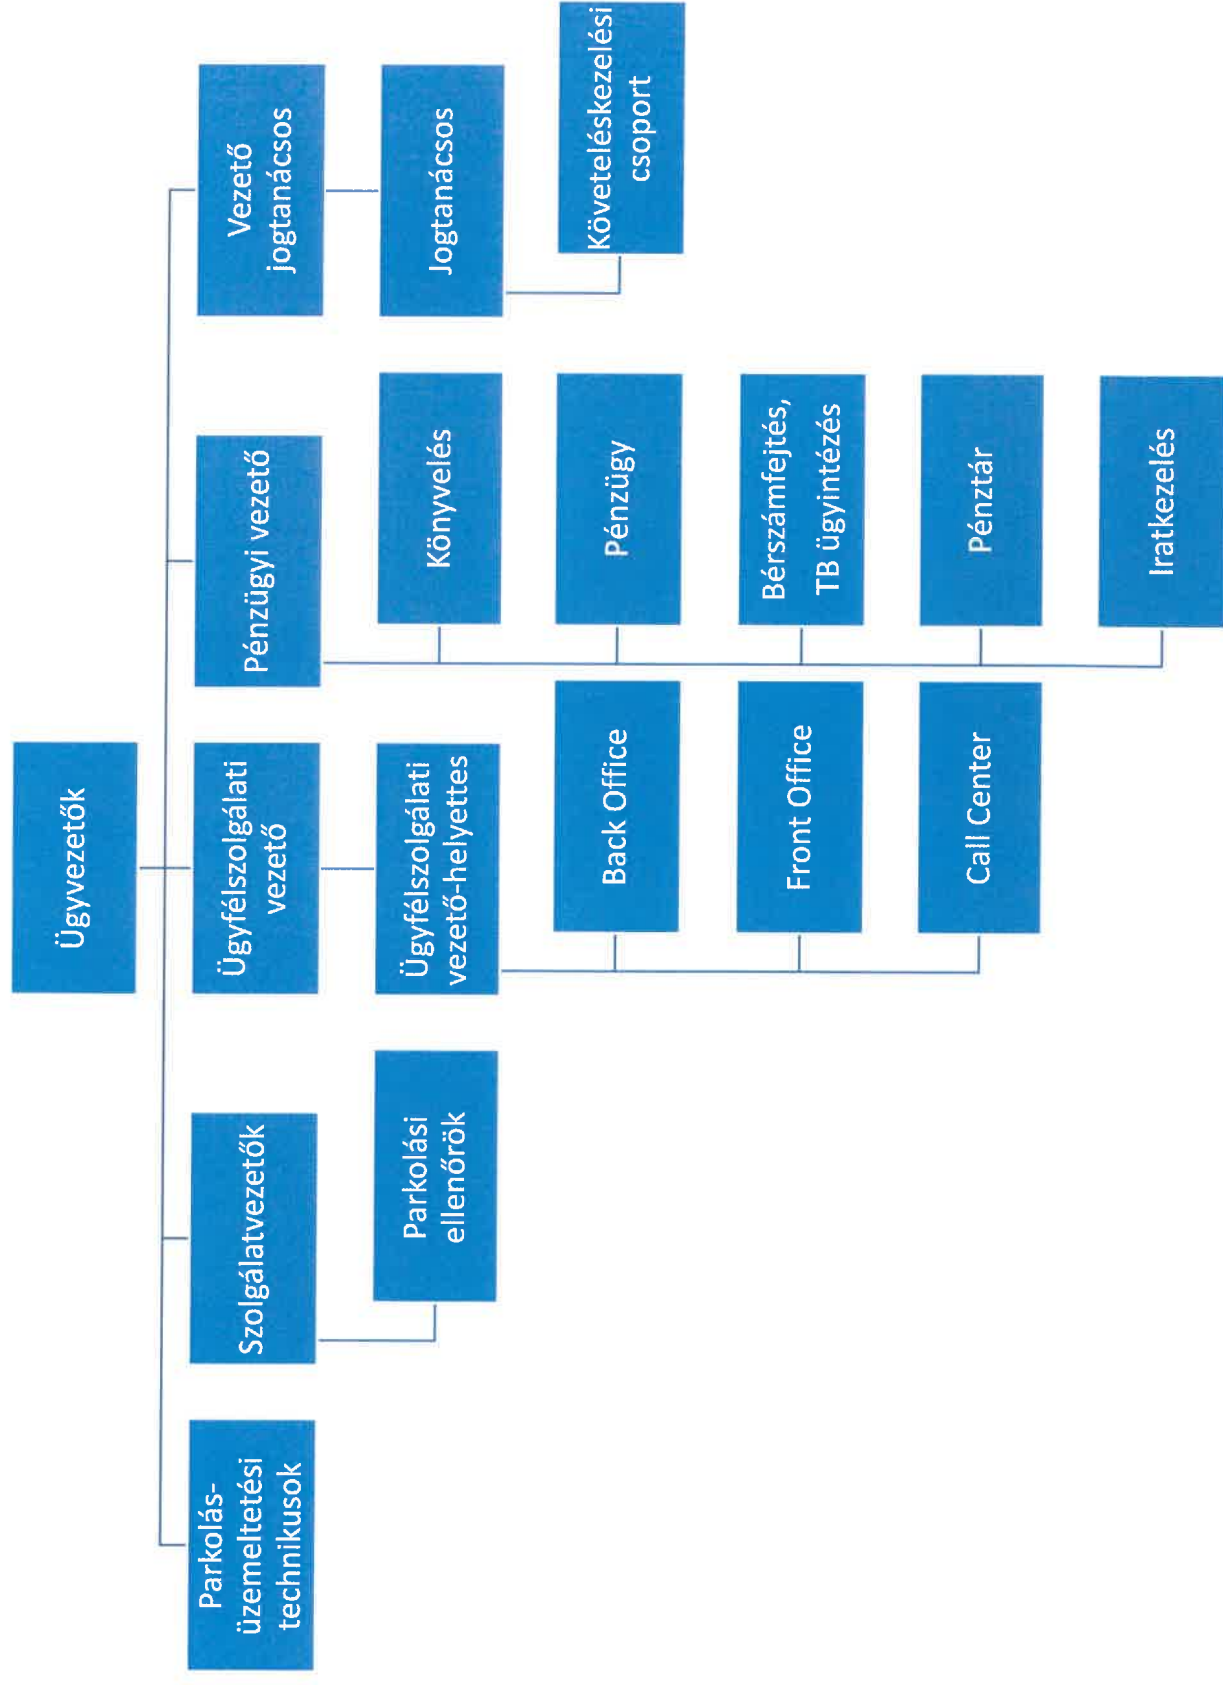 Ügyvezetők
Parkolás-
üzemeltetési
technikusok
Szolgálatvezetők
Parkolási
ellenőrök
Ügyfélszolgálati
vezető
Ügyfélszolgálati
vezető-helyettes
Back Office
Front Office
Call Center
Pénzügyi vezető
Könyvelés
Pénzügy
Bérszámfejtés,
TB ügyintézés
Pénztár
Iratkezelés
Vezető
jogtanácsos
Jogtanácsos
Követeléskezelési
csoport